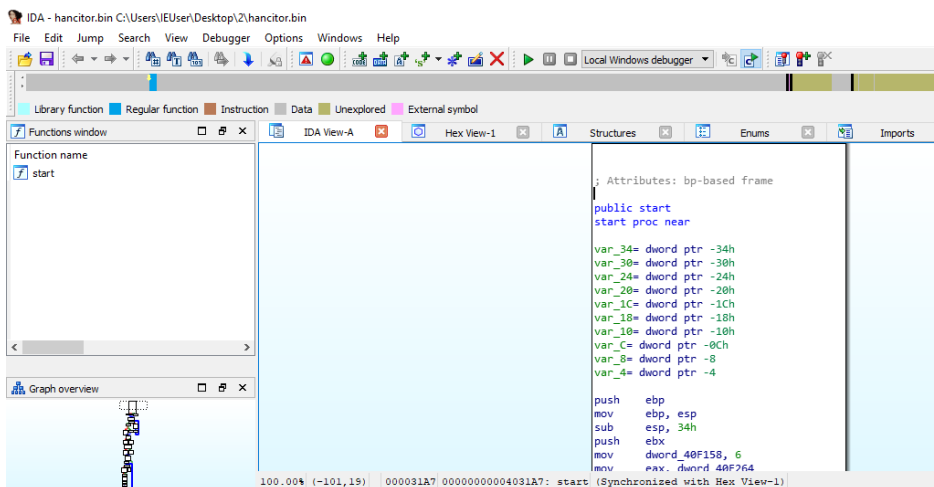 IDA - hancitor.bin C:\Users\IEUser\Desktop\2\hancitor.bin
File Edit Jump Search View Debugger Options Windows Help
Local Windows debugger
Library function Regular function Instruction Data Unexplored External symbol
Functions window
IDA View-A Hex View-1 Structures Enums Imports
Function name
start
; Attributes: bp-based frame
public start
start proc near
var_34= dword ptr -34h
var_30= dword ptr -30h
var_24= dword ptr -24h
var_20= dword ptr -20h
var_1C= dword ptr -1Ch
var_18= dword ptr -18h
var_10= dword ptr -10h
var_C= dword ptr -0Ch
var_8= dword ptr -8
var_4= dword ptr -4
push ebp
mov ebp, esp
sub esp, 34h
push ebx
mov dword_40F158, 6
mov eax, dword_40F264
Graph overview
100.00% (-101,19) 000031A7 00000000004031A7: start (Synchronized with Hex View-1)